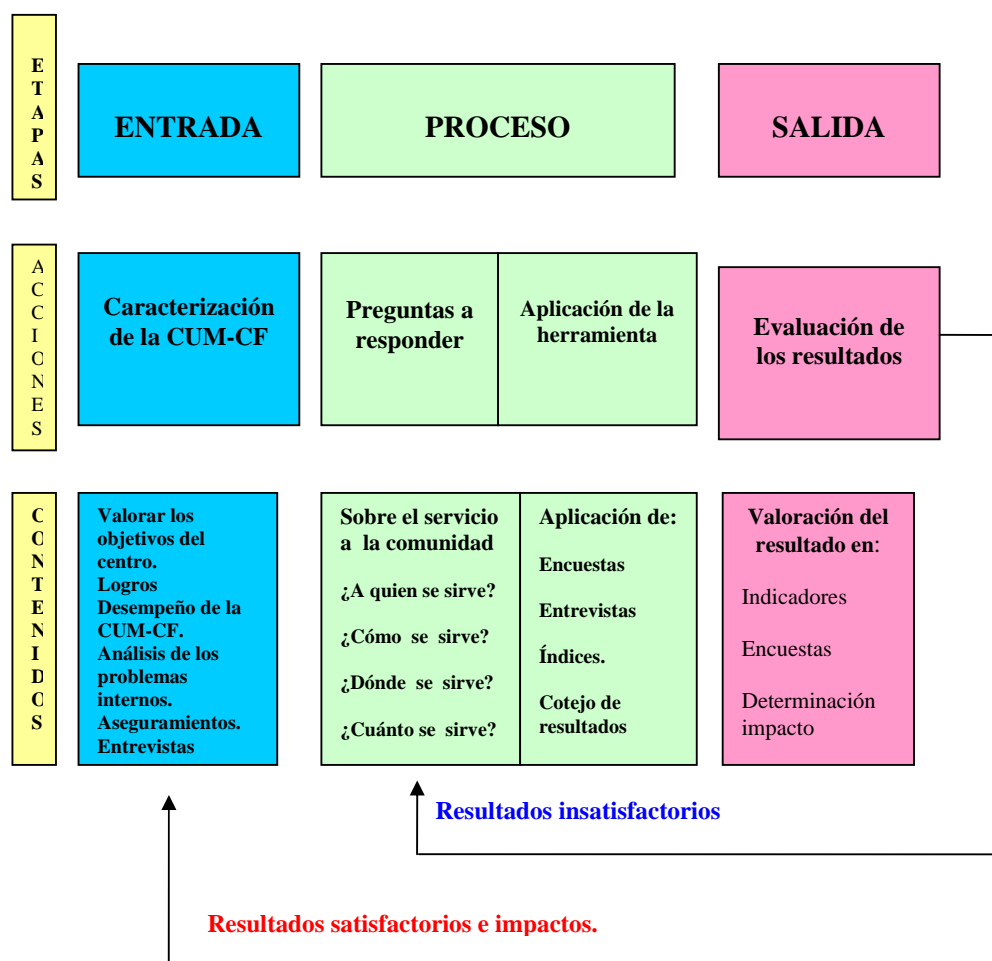 ETAPAS
ENTRADA
PROCESO
SALIDA
ACCIONES
Caracterización
de la CUM-CF
Preguntas a
responder
Aplicación de la
herramienta
Evaluación de
los resultados
CONTENIDOS
Valorar los
objetivos del
centro.
Logros
Desempeño de la
CUM-CF.
Análisis de los
problemas
internos.
Aseguramientos.
Entrevistas
Sobre el servicio
a la comunidad
¿A quien se sirve?
¿Cómo se sirve?
¿Dónde se sirve?
¿Cuánto se sirve?
Aplicación de:
Encuestas
Entrevistas
Índices.
Cotejo de
resultados
Valoración del
resultado en:
Indicadores
Encuestas
Determinación
impacto
Resultados insatisfactorios
Resultados satisfactorios e impactos.